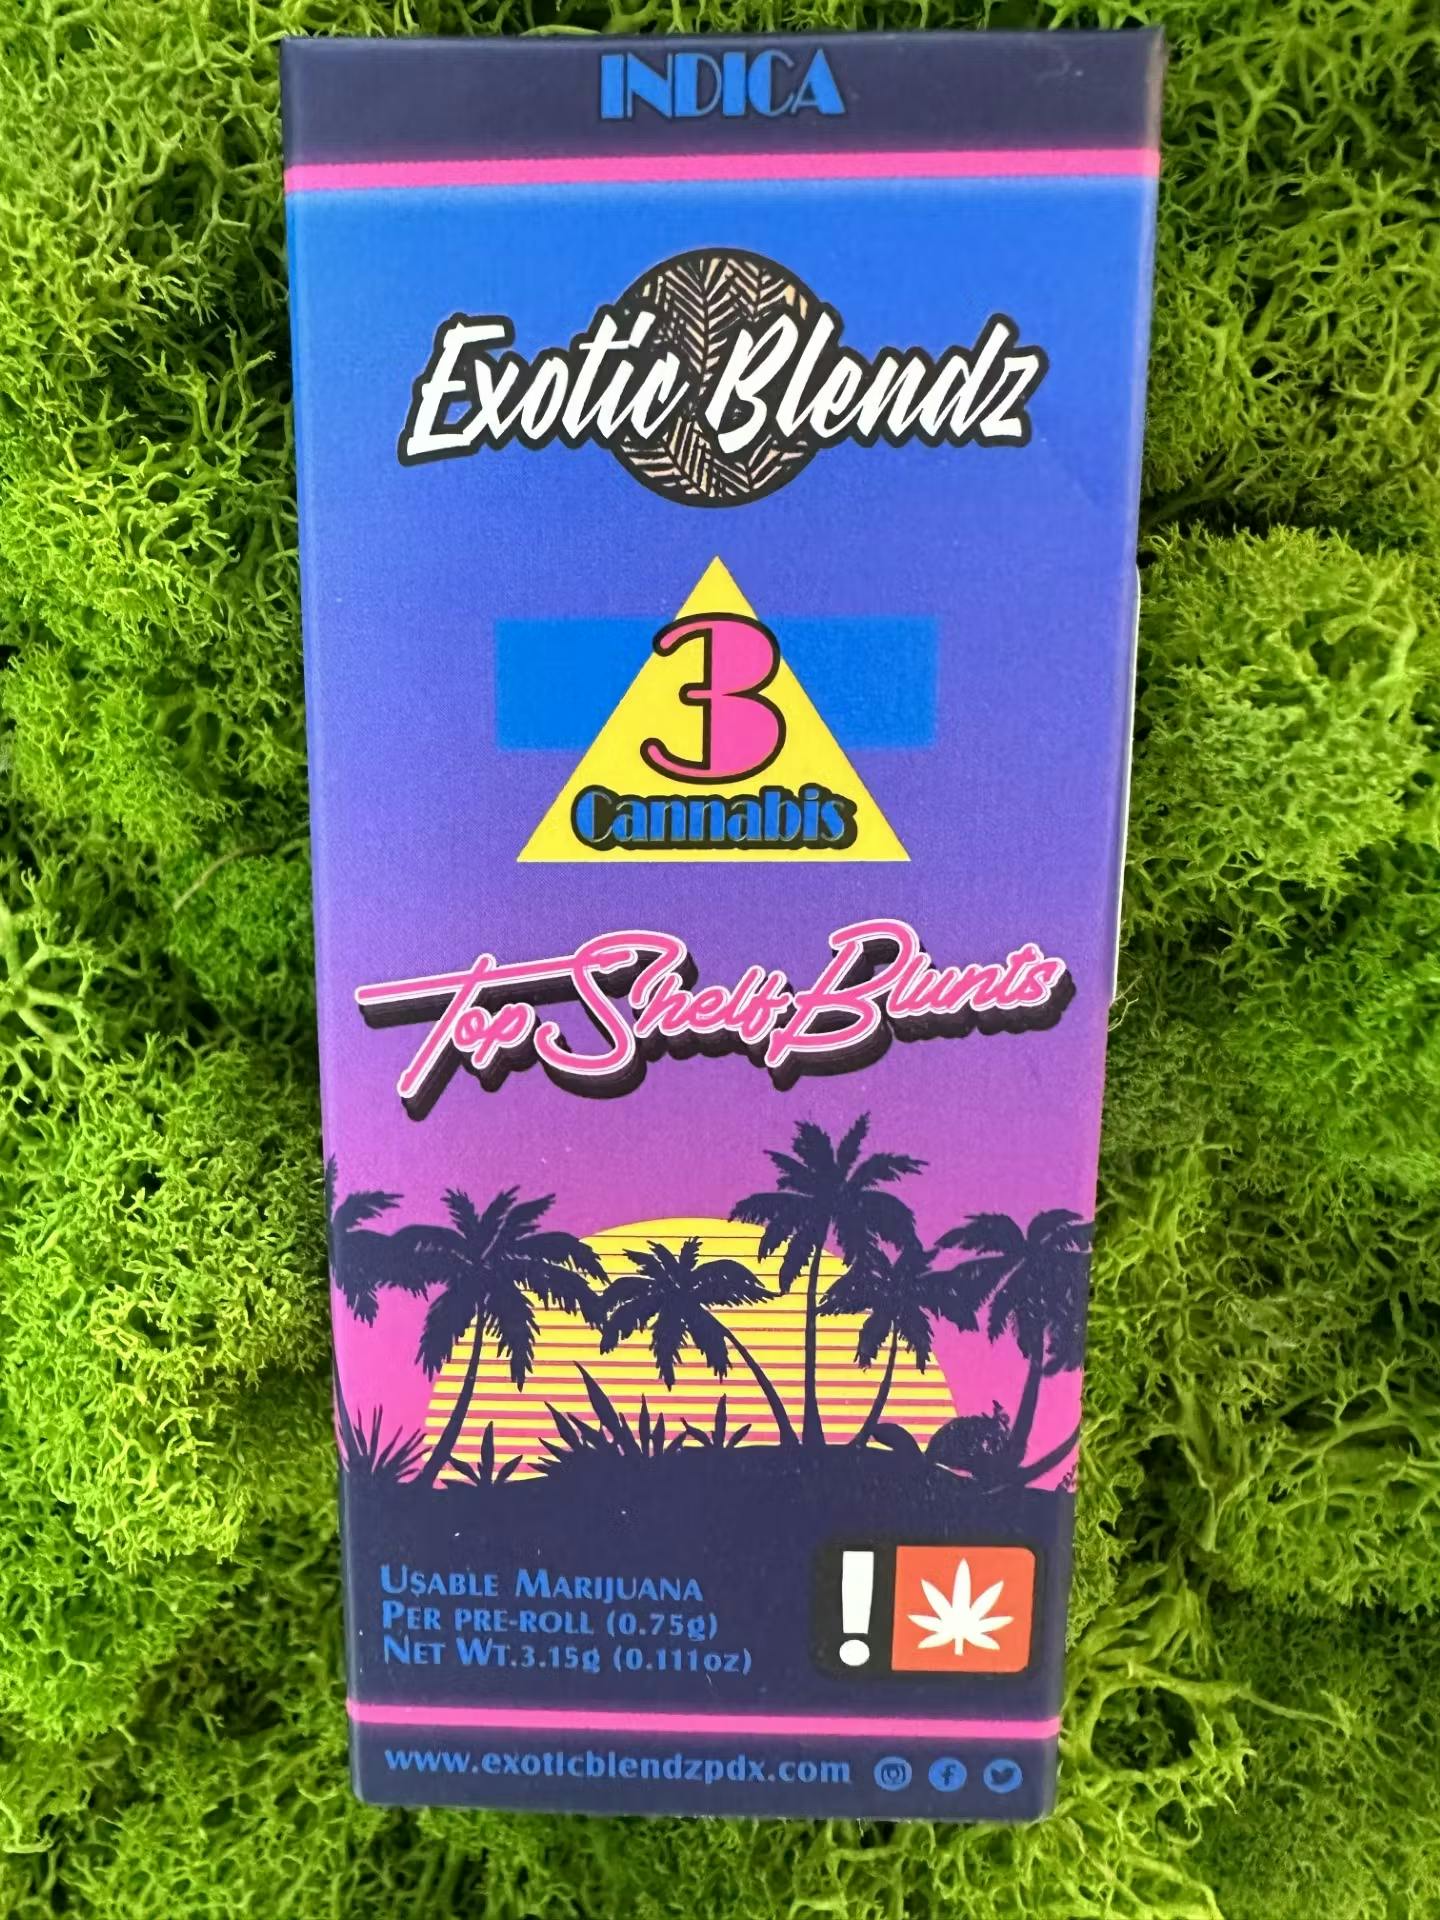 INDICA
Exotic Blendz
3
Cannabis
Top Shelf Blunts
USABLE MARIJUANA
PER PRE-ROLL (0.75g)
NET WT.3.15g (0.111oz)
!
www.exoticblendzpdx.com